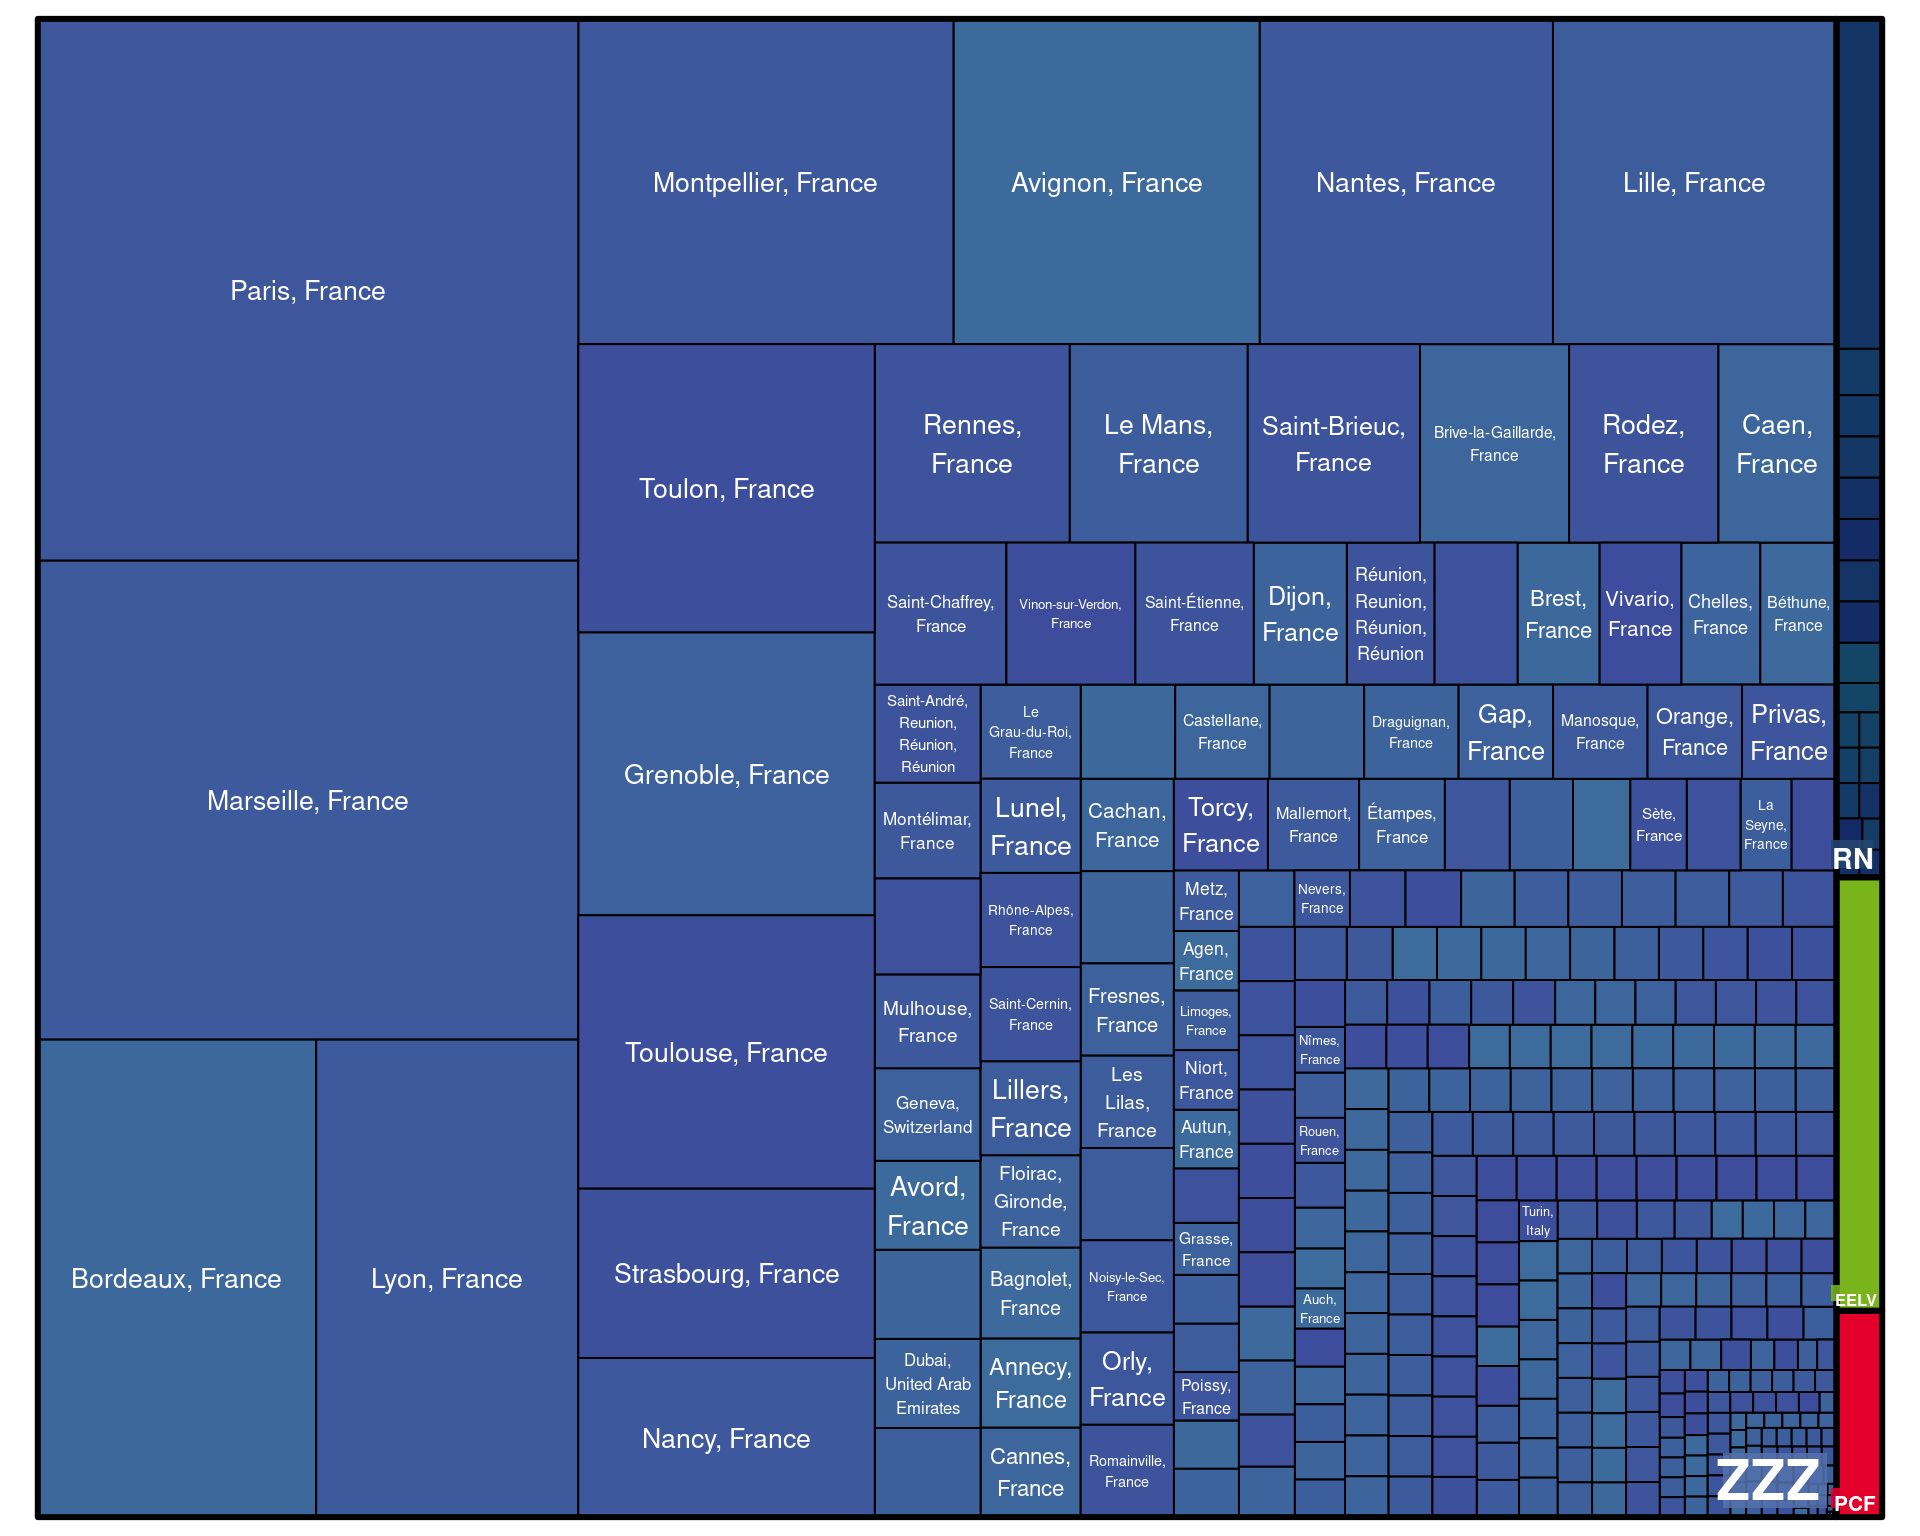 Paris, France
Montpellier, France
Avignon, France
Nantes, France
Lille, France
Marseille, France
Bordeaux, France
Lyon, France
Toulon, France
Grenoble, France
Toulouse, France
Strasbourg, France
Nancy, France
Rennes,
France
Le Mans,
France
Saint-Brieuc,
France
Brive-la-Gaillarde,
France
Rodez,
France
Caen,
France
Saint-Chaffrey,
France
Vinon-sur-Verdon,
France
Saint-Étienne,
France
Dijon,
France
Réunion,
Reunion,
Réunion,
Réunion
Brest,
France
Vivario,
France
Chelles,
France
Béthune,
France
Saint-André,
Reunion,
Réunion,
Réunion
Le
Grau-du-Roi,
France
Castellane,
France
Draguignan,
France
Gap,
France
Manosque,
France
Orange,
France
Privas,
France
Montélimar,
France
Lunel,
France
Cachan,
France
Torcy,
France
Mallemort,
France
Étampes,
France
Sète,
France
La
Seyne,
France
Rhône-Alpes,
France
Metz,
France
Nevers,
France
Agen,
France
Mulhouse,
France
Saint-Cernin,
France
Fresnes,
France
Limoges,
France
Nîmes,
France
Geneva,
Switzerland
Lillers,
France
Les
Lilas,
France
Niort,
France
Autun,
France
Rouen,
France
Avord,
France
Floirac,
Gironde,
France
Grasse,
France
Turin,
Italy
Bagnolet,
France
Noisy-le-Sec,
France
Auch,
France
Dubai,
United Arab
Emirates
Annecy,
France
Orly,
France
Poissy,
France
Cannes,
France
Romainville,
France
RN
EELV
PCF
ZZZ